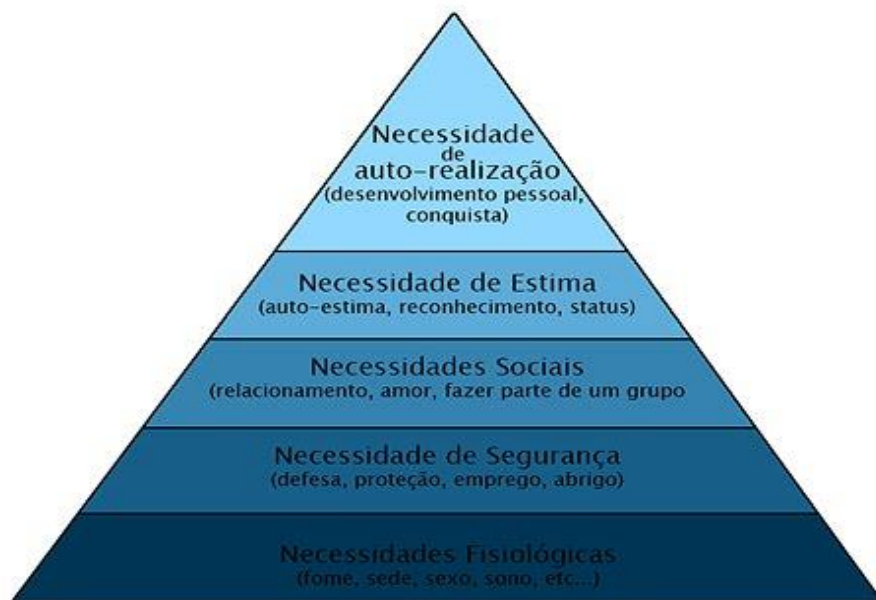 Necessidade
de
auto-realização
(desenvolvimento pessoal,
conquista)
Necessidade de Estima
(auto-estima, reconhecimento, status)
Necessidades Sociais
(relacionamento, amor, fazer parte de um grupo
Necessidade de Segurança
(defesa, proteção, emprego, abrigo)
Necessidades Fisiológicas
(fome, sede, sexo, sono, etc...)